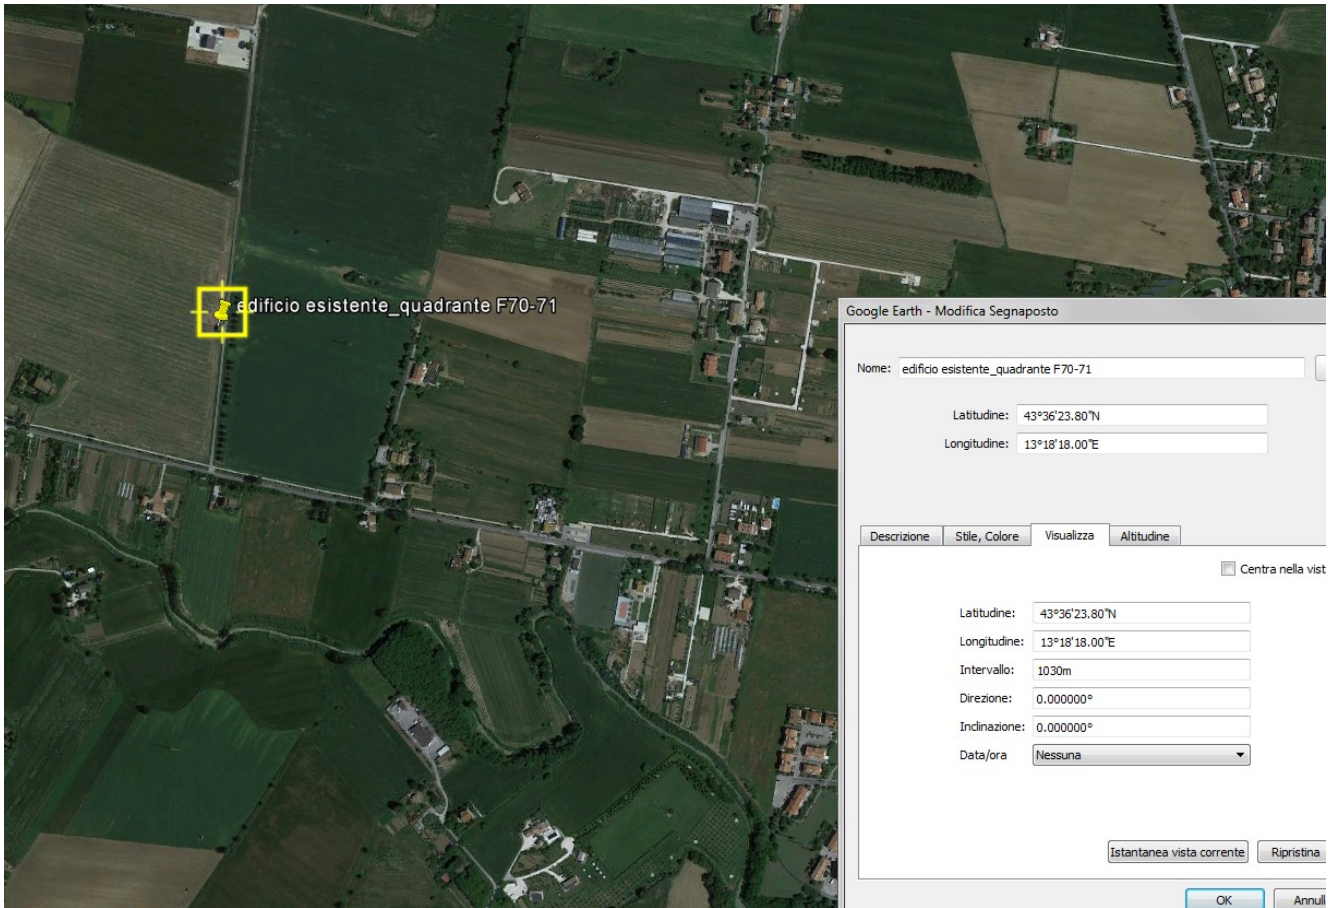 edificio esistente_quadrante F70-71
Google Earth - Modifica Segnaposto
Nome: edificio esistente_quadrante F70-71
Latitudine: 43°36'23.80"N
Longitudine: 13°18'18.00"E
Descrizione Stile, Colore Visualizza Altitudine
Centra nella vist
Latitudine: 43°36'23.80"N
Longitudine: 13°18'18.00"E
Intervallo: 1030m
Direzione: 0.000000°
Inclinazione: 0.000000°
Data/ora Nessuna
Istantanea vista corrente Ripristina
OK Annull